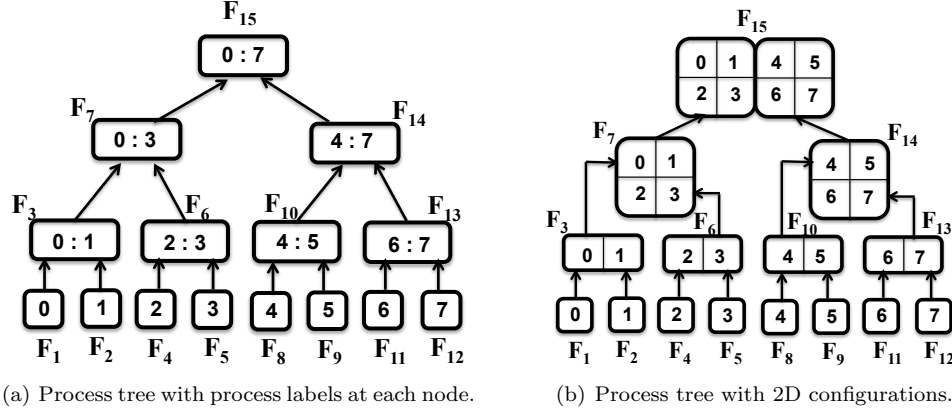 F15
0 : 7
F7
0 : 3
F14
4 : 7
F3
0 : 1
F6
2 : 3
F10
4 : 5
F13
6 : 7
0 1 2 3 4 5 6 7
F1 F2 F4 F5 F8 F9 F11 F12
(a) Process tree with process labels at each node.
F15
0 1 4 5
2 3 6 7
F7
0 1
2 3
F14
4 5
6 7
F3
0 1
F6
2 3
F10
4 5
F13
6 7
0 1 2 3 4 5 6 7
F1 F2 F4 F5 F8 F9 F11 F12
(b) Process tree with 2D configurations.